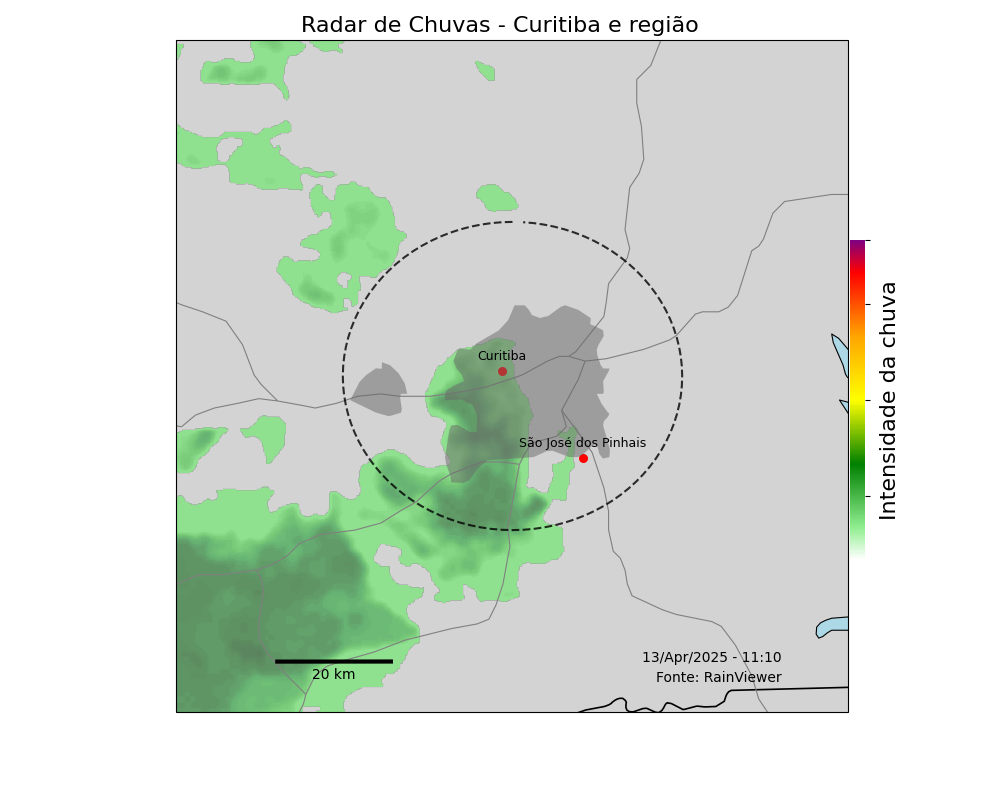 Radar de Chuvas - Curitiba e região
Curitiba
São José dos Pinhais
Intensidade da chuva
13/Apr/2025 - 11:10
Fonte: RainViewer
20 km